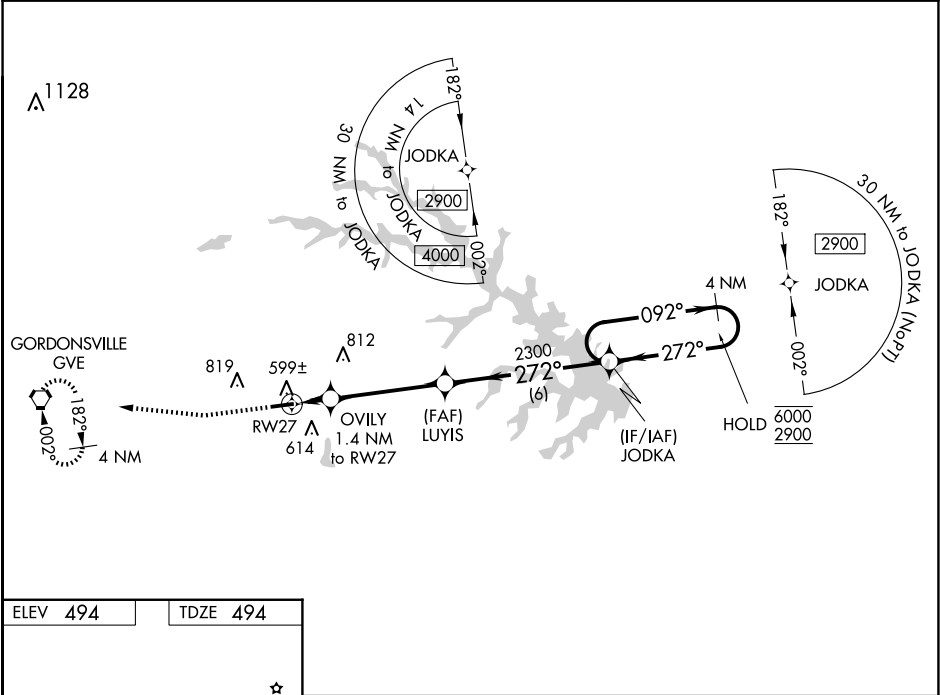 1128
182°
14 NM to JODKA
30 NM to JODKA
JODKA
2900
4000
002°
182°
30 NM to JODKA (NoPT)
2900
JODKA
002°
4 NM
092°
272°
HOLD
6000
2900
2300
272°
(6)
(IF/IAF)
JODKA
(FAF)
LUYIS
812
OVILY
1.4 NM
to RW27
599±
819
RW27
614
GORDONSVILLE
GVE
182°
002°
4 NM
ELEV 494
TDZE 494